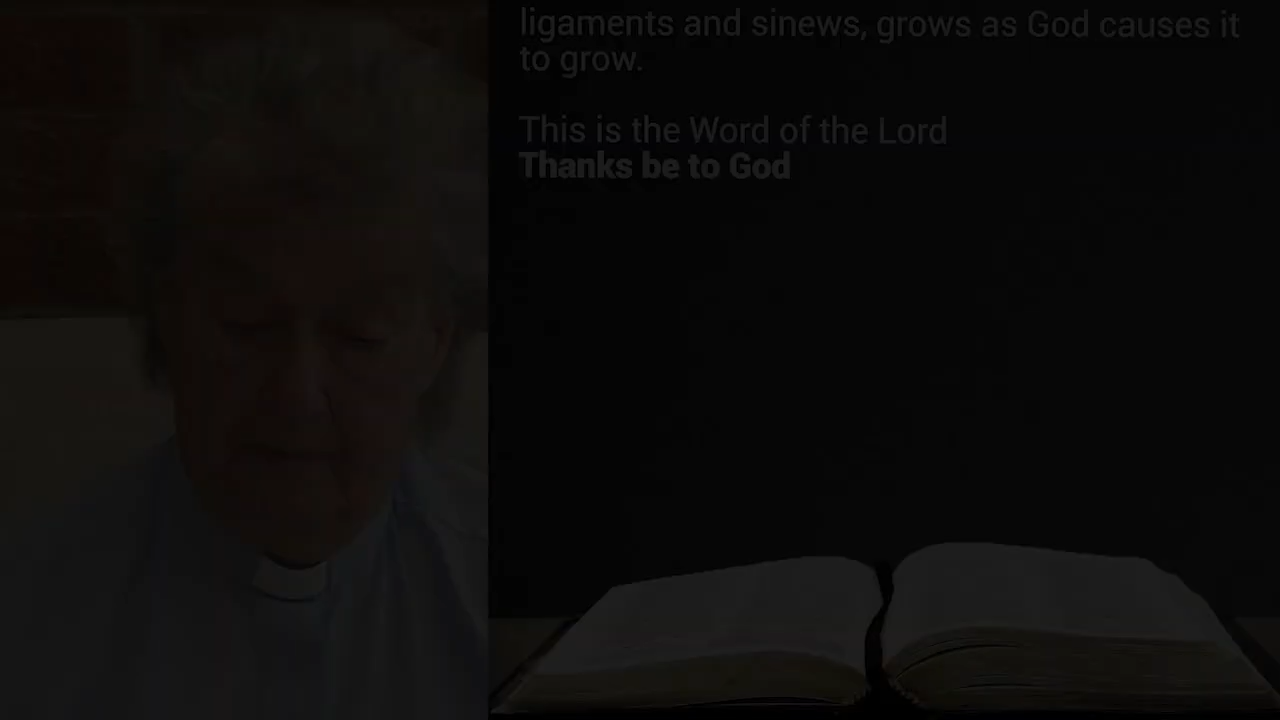 ligaments and sinews, grows as God causes it
to grow.
This is the Word of the Lord
Thanks be to God